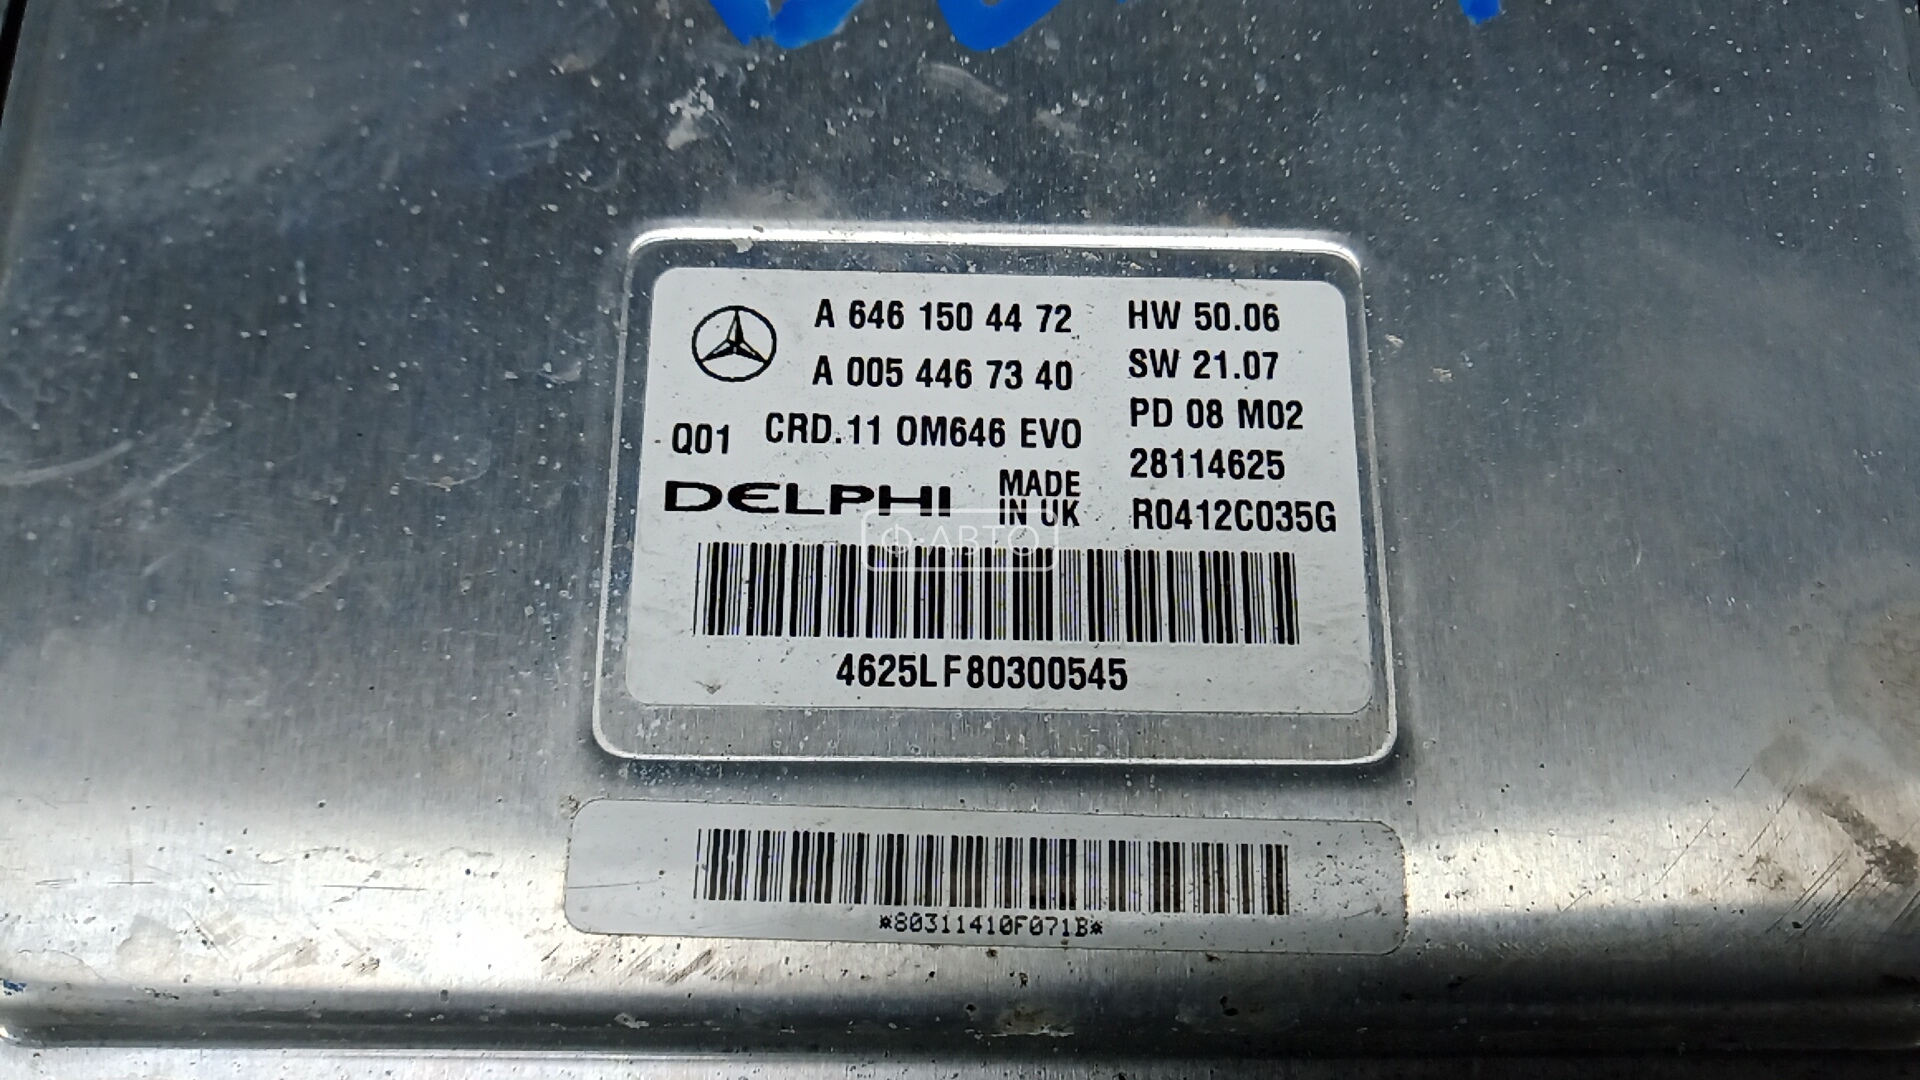 A 646 150 44 72 HW 50.06
A 005 446 73 40 SW 21.07
Q01 CRD.11 OM646 EVO PD 08 M02
28114625
DELPHI MADE IN UK R0412C035G
Ф АВТО
4625LF80300545
*80311410F071B*